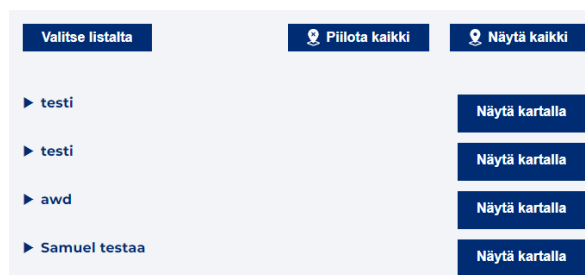 Valitse listalta Piilota kaikki Näytä kaikki
testi Näytä kartalla
testi Näytä kartalla
awd Näytä kartalla
Samuel testaa Näytä kartalla